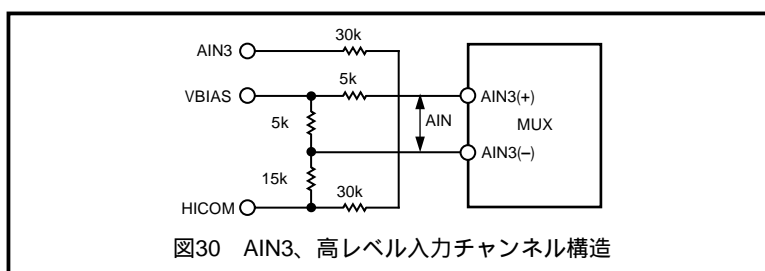 30k
AIN3
5k
VBIAS
AIN3(+)
5k
AIN
MUX
AIN3(–)
15k
30k
HICOM
図30 AIN3、高レベル入力チャンネル構造